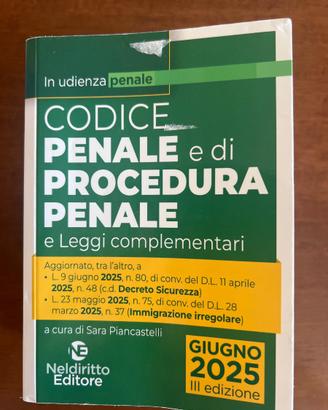 In udienza penale
CODICE
PENALE e di
PROCEDURA
PENALE
e Leggi complementari
Aggiornato, tra l'altro, a
• L. 9 giugno 2025, n. 80, di conv. del D.L. 11 aprile
2025, n. 48 (c.d. Decreto Sicurezza)
• L. 23 maggio 2025, n. 75, di conv. del D.L. 28
marzo 2025, n. 37 (Immigrazione irregolare)
a cura di Sara Piancastelli
GIUGNO
2025
III edizione
NE
Neldiritto
Editore